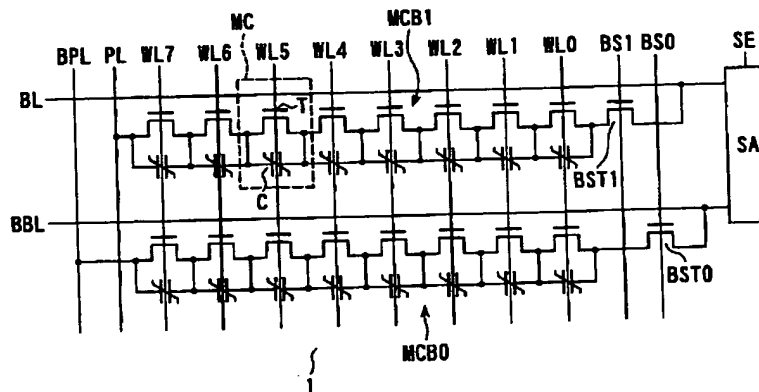 MC MCB1
BPL PL WL7 WL6 WL5 WL4 WL3 WL2 WL1 WL0 BS1 BS0 SE
BL
T
SA
C BST1
BBL
BST0
MCB0
1